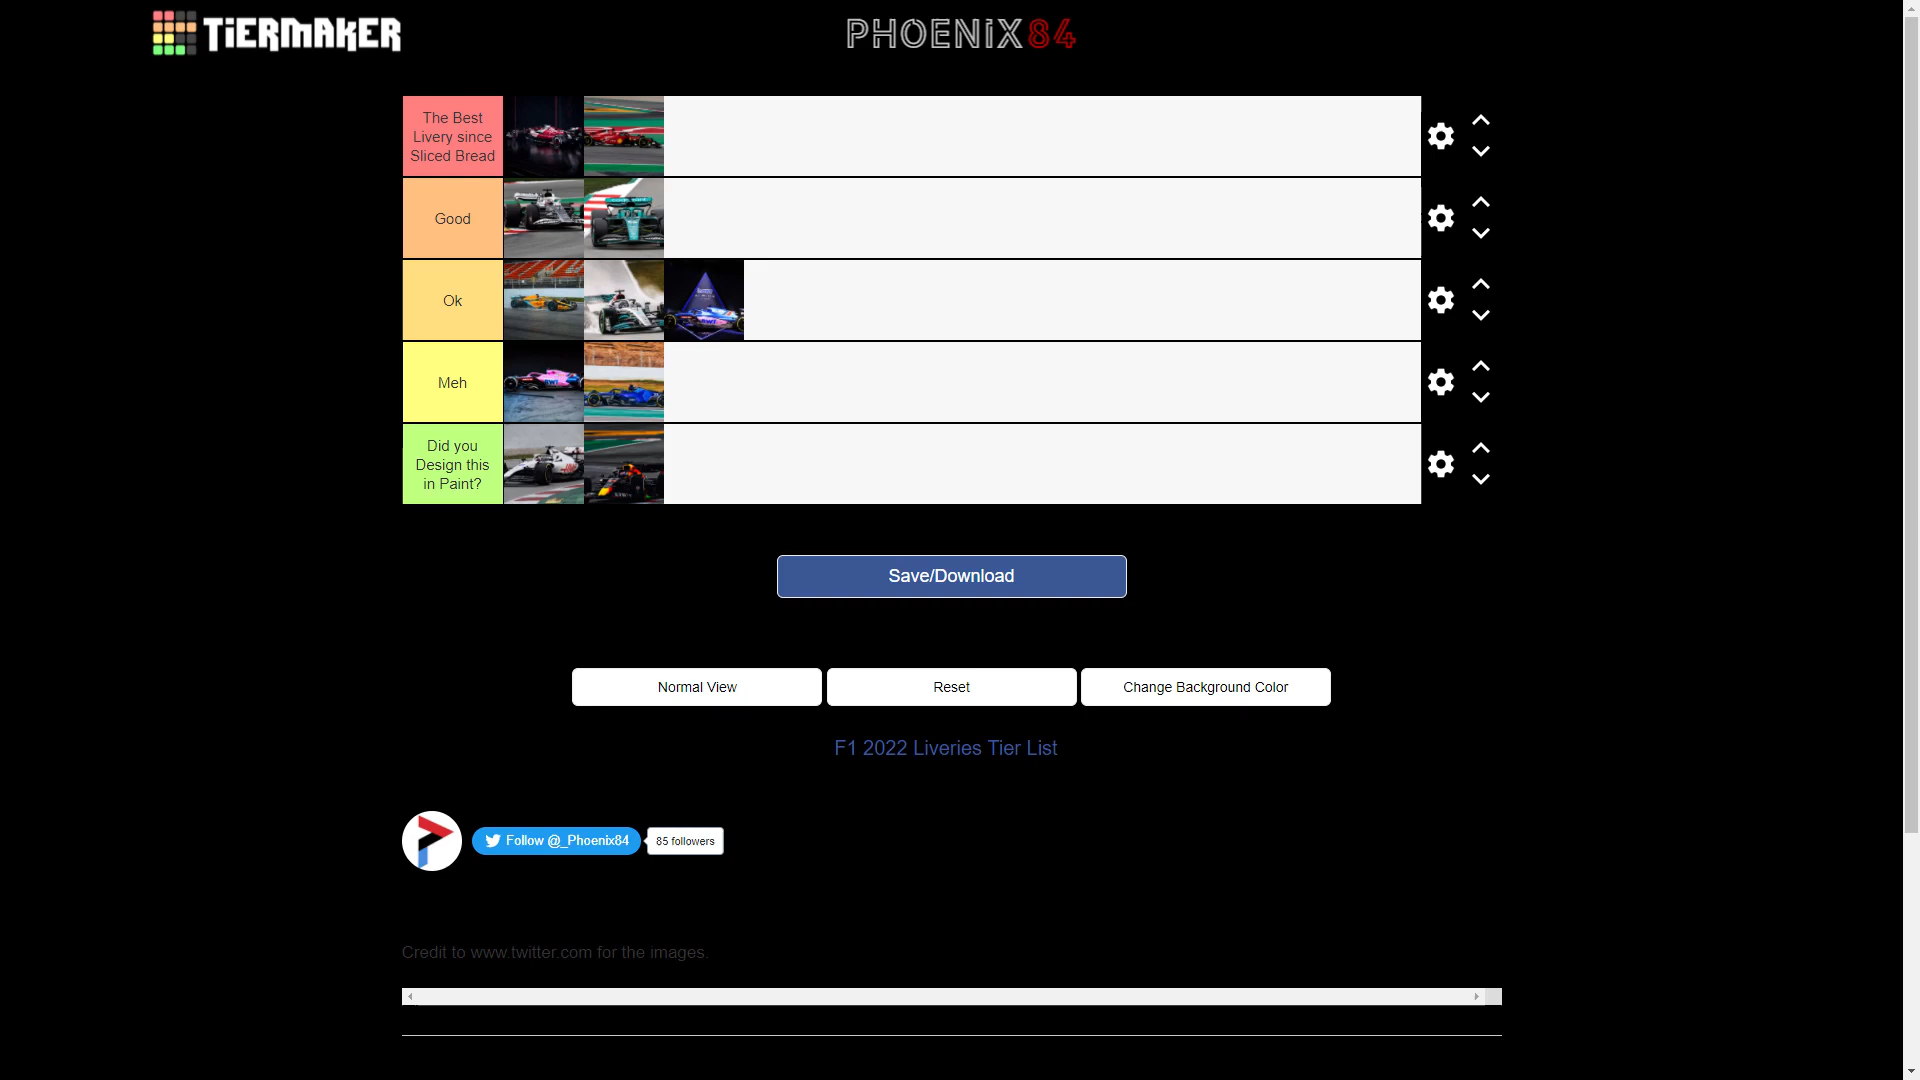 TiERMAKER
PHOENiX84
The Best
Livery since
Sliced Bread
Good
Ok
Meh
Did you
Design this
in Paint?
Save/Download
Normal View
Reset
Change Background Color
F1 2022 Liveries Tier List
Follow @_Phoenix84
85 followers
Credit to www.twitter.com for the images.